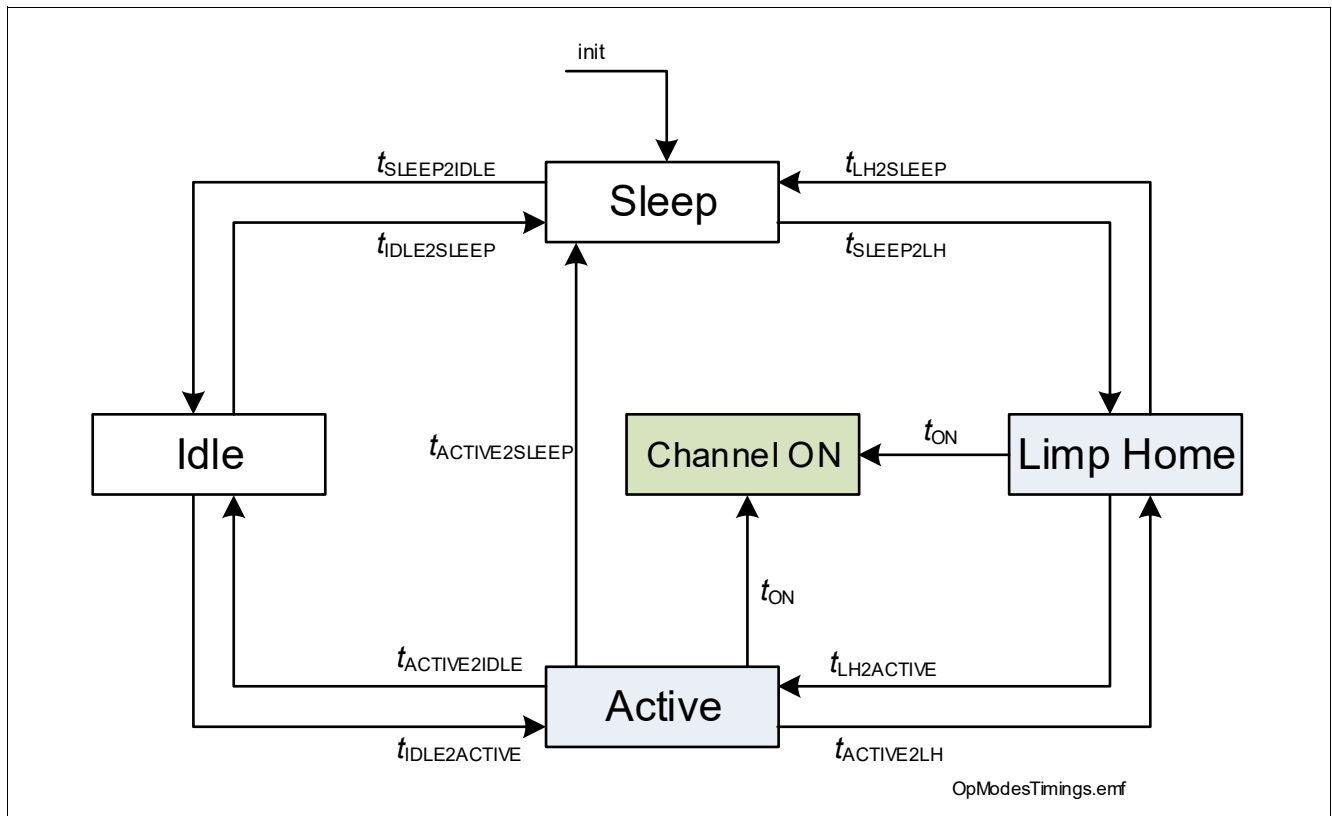 init
tSLEEP2IDLE
tLH2SLEEP
Sleep
tIDLE2SLEEP
tSLEEP2LH
Idle
tACTIVE2SLEEP
Channel ON
tON
Limp Home
tON
tACTIVE2IDLE
tLH2ACTIVE
Active
tIDLE2ACTIVE
tACTIVE2LH
OpModesTimings.emf